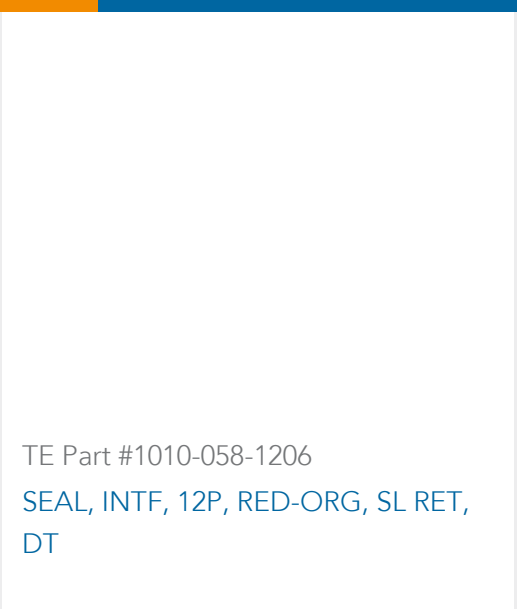 TE Part #1010-058-1206
SEAL, INTF, 12P, RED-ORG, SL RET,
DT